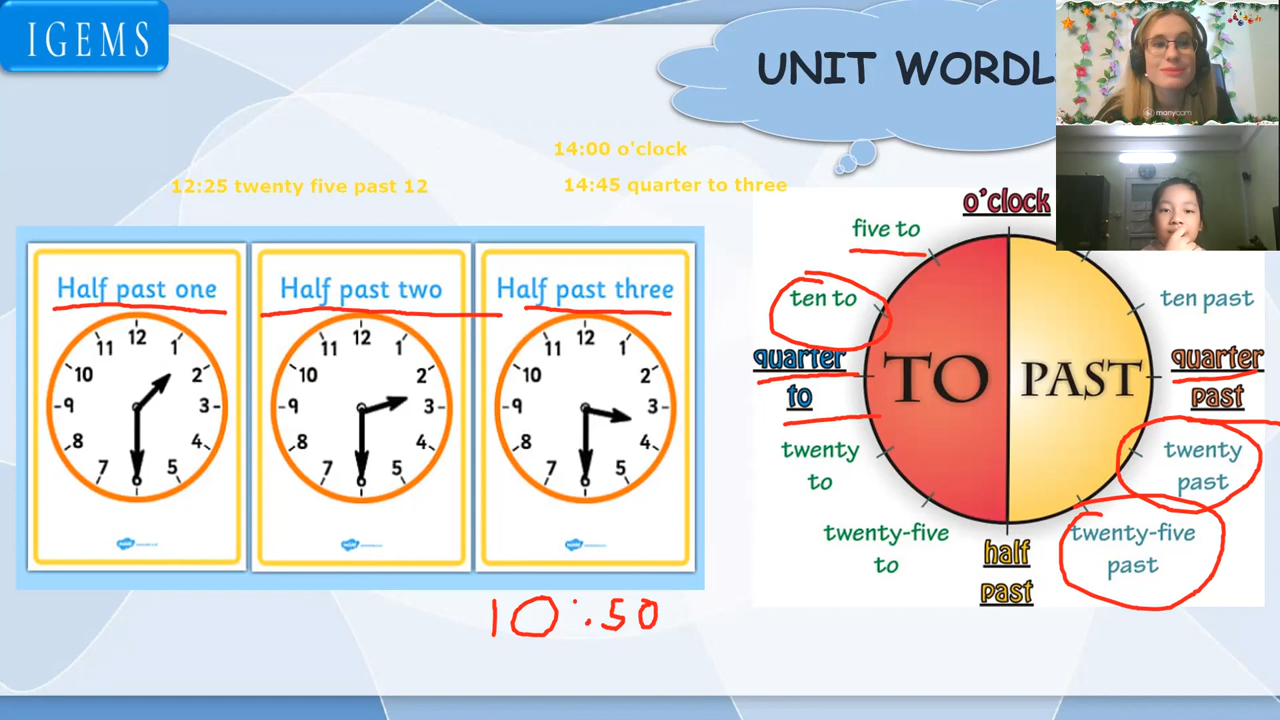 IGEMS
UNIT WORDL
manycam
14:00 o'clock
12:25 twenty five past 12
14:45 quarter to three
Half past one
12
11 1
10 2
9 3
8 4
7 5
6
Half past two
12
11 1
10 2
9 3
8 4
7 5
Half past three
12
11 1
10 2
9 3
8 4
7 5
10:50
o'clock
five to
ten to
ten past
quarter
to
quarter
past
TO PAST
twenty
to
twenty
past
twenty-five
to
twenty-five
past
half
past